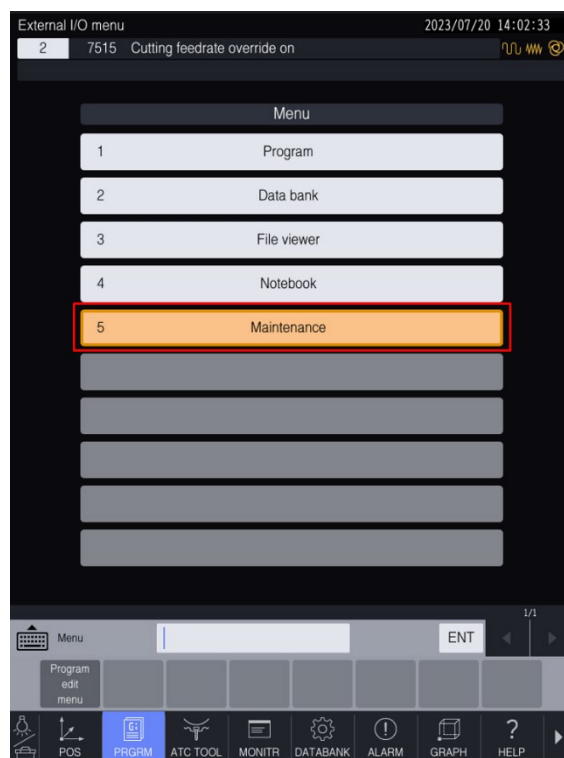 External I/O menu 2023/07/20 14:02:33
2 7515 Cutting feedrate override on
Menu
1 Program
2 Data bank
3 File viewer
4 Notebook
5 Maintenance
1/1
Menu ENT
Program
edit
menu
POS PRGRM ATC TOOL MONITR DATABANK ALARM GRAPH HELP